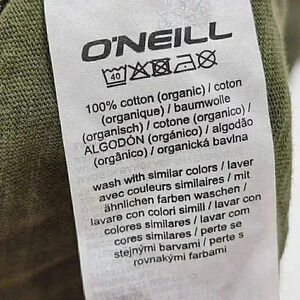 O'NEILL
40
100% cotton (organic) / coton
(organique) / baumwolle
(organisch) / cotone (organico) /
ALGODÓN (orgánico) / algodão
(orgânico) / organická bavlna
wash with similar colors / laver
avec couleurs similaires / mit
ähnlichen farben waschen /
lavare con colori simili / lavar con
colores similares / lavar com
cores similares / perte s
stejnými barvami / perte s
rovnakými farbami